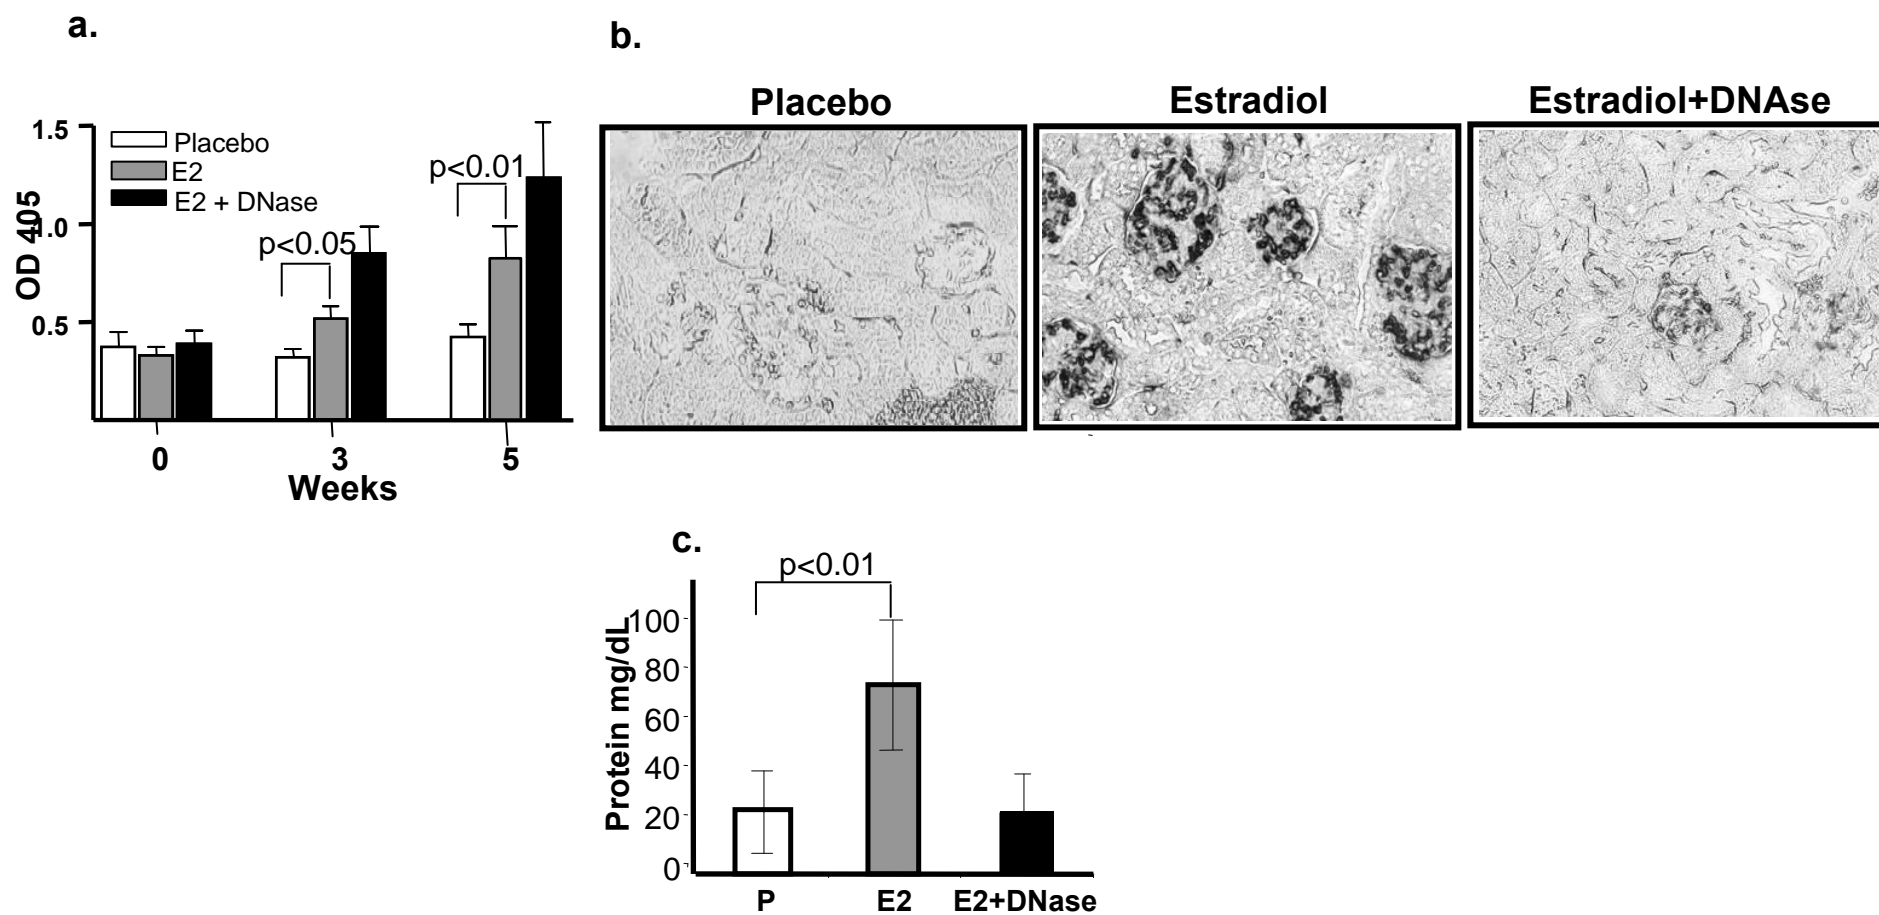 a.
1.5
1.0
0.5
OD 405
Placebo
E2
E2 + DNase
p<0.05
p<0.01
0 3 5
Weeks
b.
Placebo Estradiol Estradiol+DNAse
c.
p<0.01
100
80
60
40
20
0
Protein mg/dL
P E2 E2+DNase